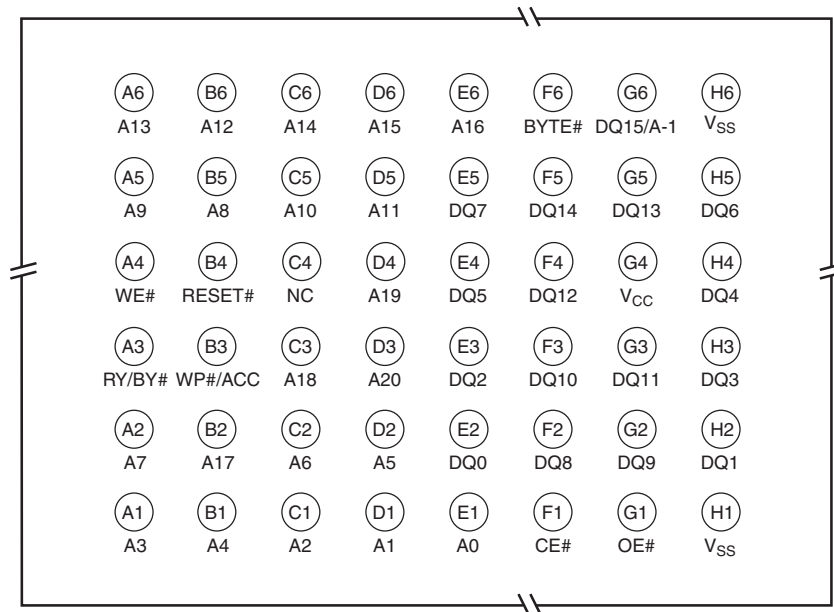 A6 B6 C6 D6 E6 F6 G6 H6
A13 A12 A14 A15 A16 BYTE# DQ15/A-1 VSS
A5 B5 C5 D5 E5 F5 G5 H5
A9 A8 A10 A11 DQ7 DQ14 DQ13 DQ6
A4 B4 C4 D4 E4 F4 G4 H4
WE# RESET# NC A19 DQ5 DQ12 VCC DQ4
A3 B3 C3 D3 E3 F3 G3 H3
RY/BY# WP#/ACC A18 A20 DQ2 DQ10 DQ11 DQ3
A2 B2 C2 D2 E2 F2 G2 H2
A7 A17 A6 A5 DQ0 DQ8 DQ9 DQ1
A1 B1 C1 D1 E1 F1 G1 H1
A3 A4 A2 A1 A0 CE# OE# VSS